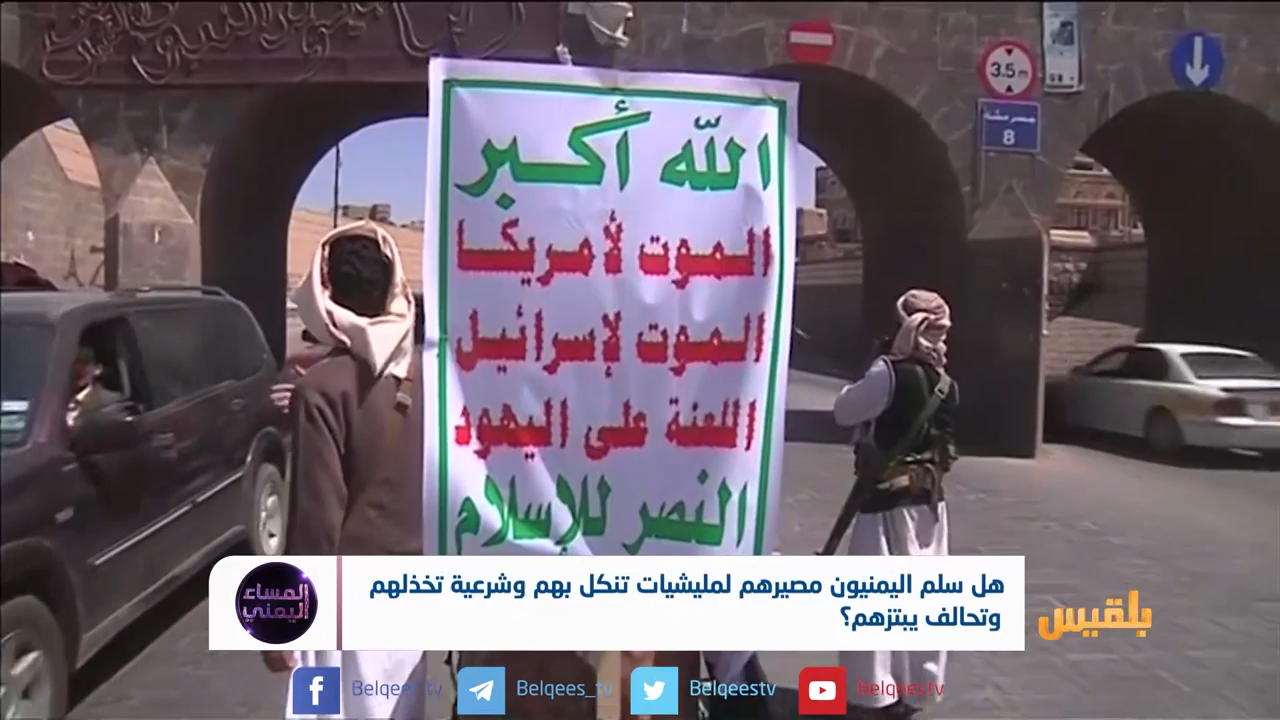 3.5 m
8
الله أكبر
الموت لأمريكا
الموت لإسرائيل
اللعنة على اليهود
النصر للإسلام
المساء اليمني
هل سلم اليمنيون مصيرهم لمليشيات تنكل بهم وشرعية تخذلهم
وتحالف يبتزهم؟
بلقيس
Belqees_tv
Belqees_tv
Belqeestv
belqeestv